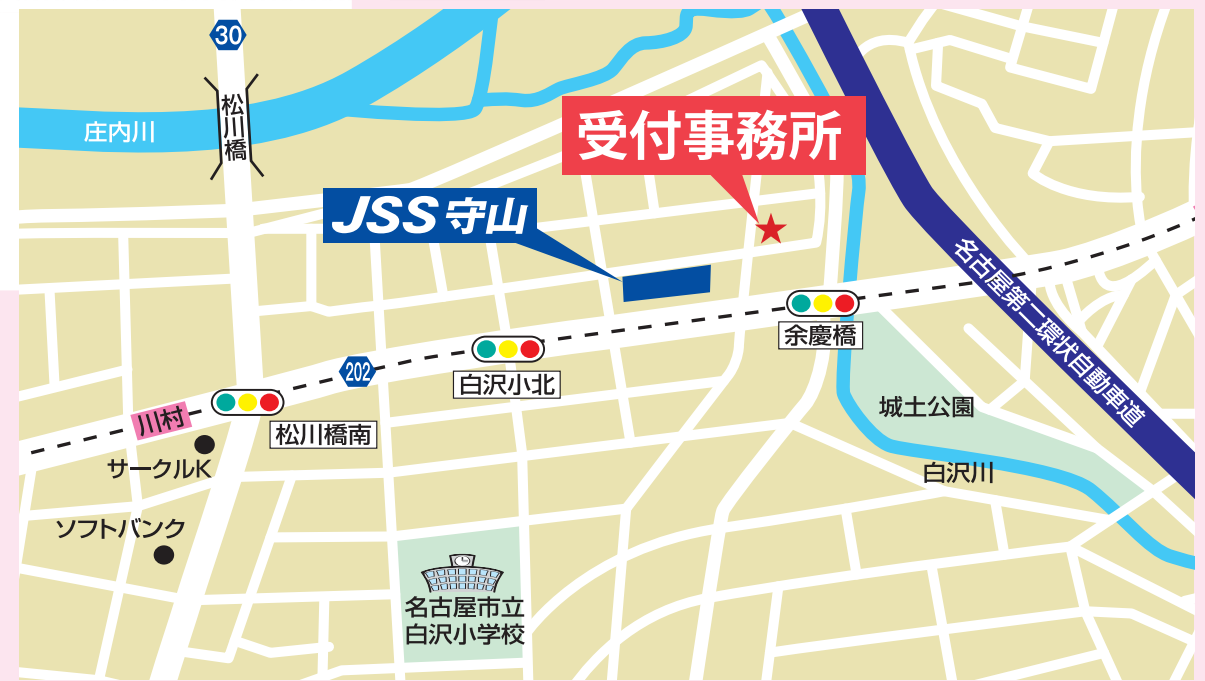 30
松川橋
庄内川
受付事務所
JSS守山
名古屋第二環状自動車道
余慶橋
白沢小北
202
城土公園
川村
松川橋南
サークルK
白沢川
ソフトバンク
名古屋市立
白沢小学校